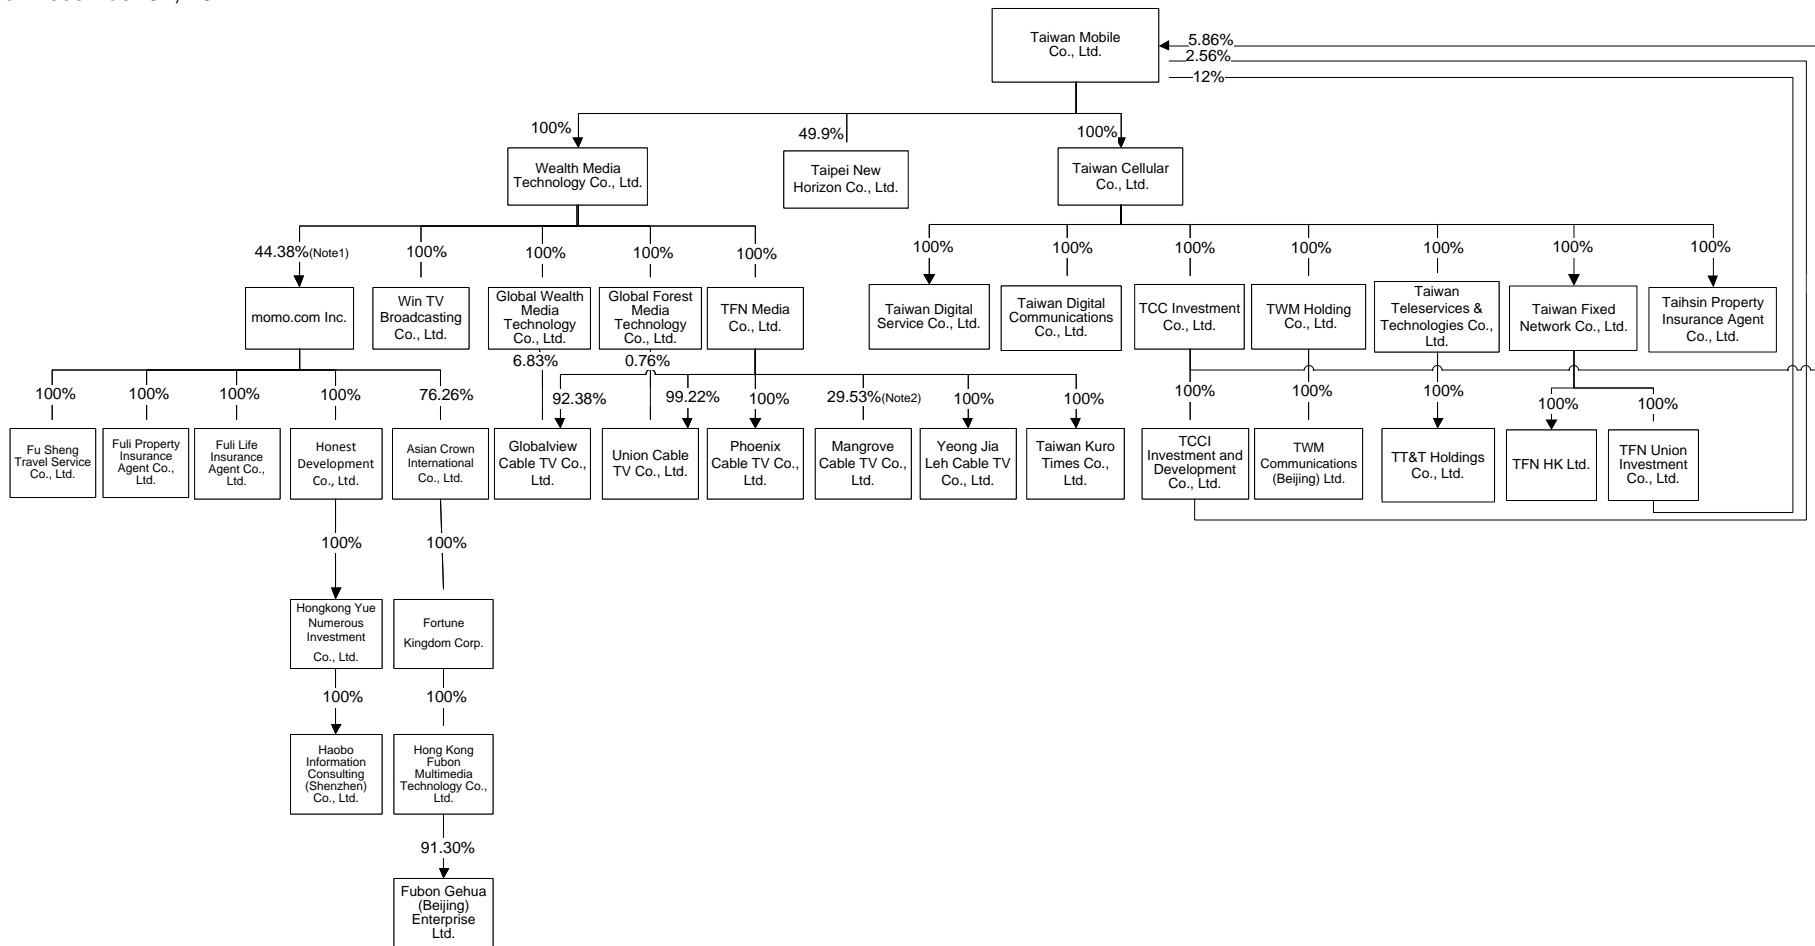 Taiwan Mobile
Co., Ltd.
5.86%
2.56%
12%
100%
49.9%
100%
Wealth Media
Technology Co., Ltd.
Taipei New
Horizon Co., Ltd.
Taiwan Cellular
Co., Ltd.
44.38%(Note1)
100%
100%
100%
100%
100%
100%
100%
100%
100%
100%
100%
momo.com Inc.
Win TV
Broadcasting
Co., Ltd.
Global Wealth
Media
Technology
Co., Ltd.
Global Forest
Media
Technology
Co., Ltd.
TFN Media
Co., Ltd.
Taiwan Digital
Service Co., Ltd.
Taiwan Digital
Communications
Co., Ltd.
TCC Investment
Co., Ltd.
TWM Holding
Co., Ltd.
Taiwan
Teleservices &
Technologies Co.,
Ltd.
Taiwan Fixed
Network Co., Ltd.
Taihsin Property
Insurance Agent
Co., Ltd.
6.83%
0.76%
100%
100%
100%
100%
76.26%
92.38%
99.22%
100%
29.53%(Note2)
100%
100%
100%
100%
100%
100%
100%
Fu Sheng
Travel Service
Co., Ltd.
Fuli Property
Insurance
Agent Co.,
Ltd.
Fuli Life
Insurance
Agent Co.,
Ltd.
Honest
Development
Co., Ltd.
Asian Crown
International
Co., Ltd.
Globalview
Cable TV Co.,
Ltd.
Union Cable
TV Co., Ltd.
Phoenix
Cable TV Co.,
Ltd.
Mangrove
Cable TV Co.,
Ltd.
Yeong Jia
Leh Cable TV
Co., Ltd.
Taiwan Kuro
Times Co.,
Ltd.
TCCI
Investment and
Development
Co., Ltd.
TWM
Communications
(Beijing) Ltd.
TT&T Holdings
Co., Ltd.
TFN HK Ltd.
TFN Union
Investment
Co., Ltd.
100%
100%
Hongkong Yue
Numerous
Investment
Co., Ltd.
Fortune
Kingdom Corp.
100%
100%
Haobo
Information
Consulting
(Shenzhen)
Co., Ltd.
Hong Kong
Fubon
Multimedia
Technology Co.,
Ltd.
91.30%
Fubon Gehua
(Beijing)
Enterprise
Ltd.